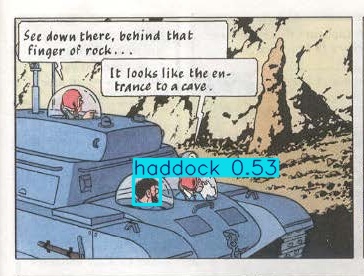 See down there, behind that
finger of rock...
It looks like the en-
trance to a cave.
haddock 0.53